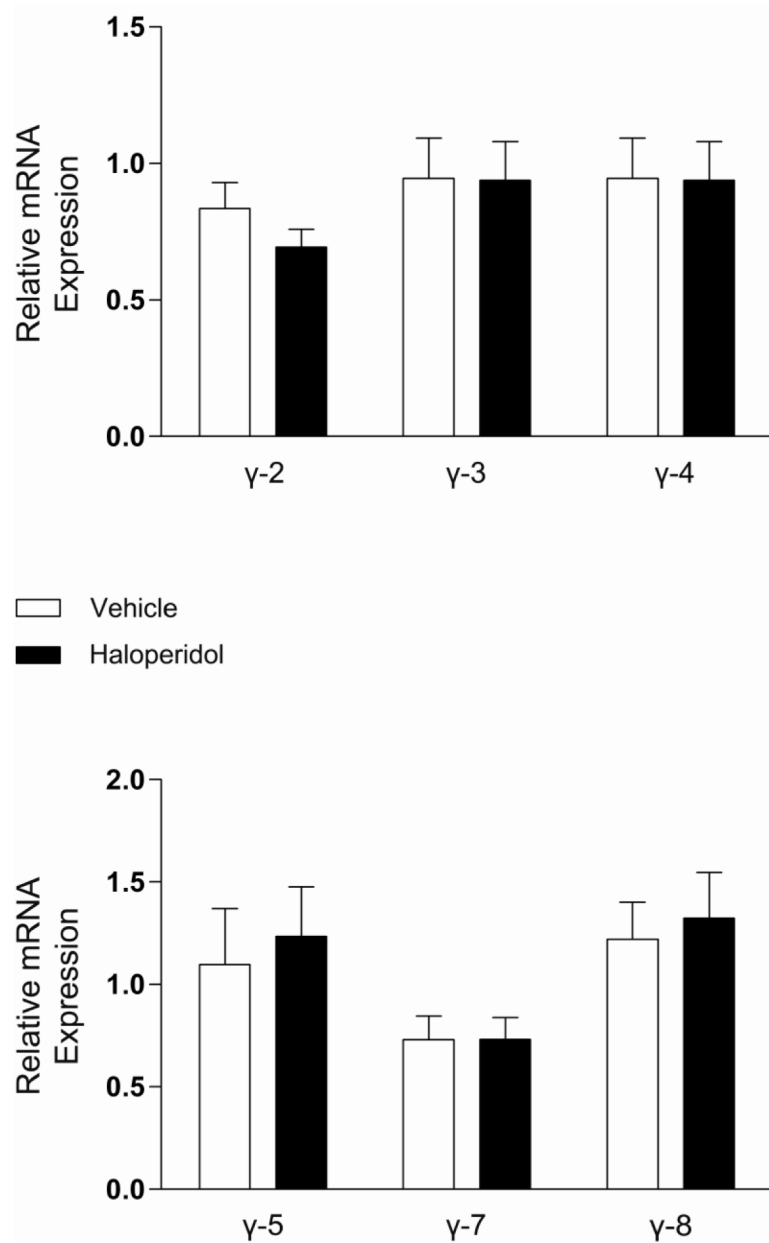 Relative mRNA
Expression
1.5
1.0
0.5
0.0
γ-2 γ-3 γ-4
Vehicle
Haloperidol
Relative mRNA
Expression
2.0
1.5
1.0
0.5
0.0
γ-5 γ-7 γ-8